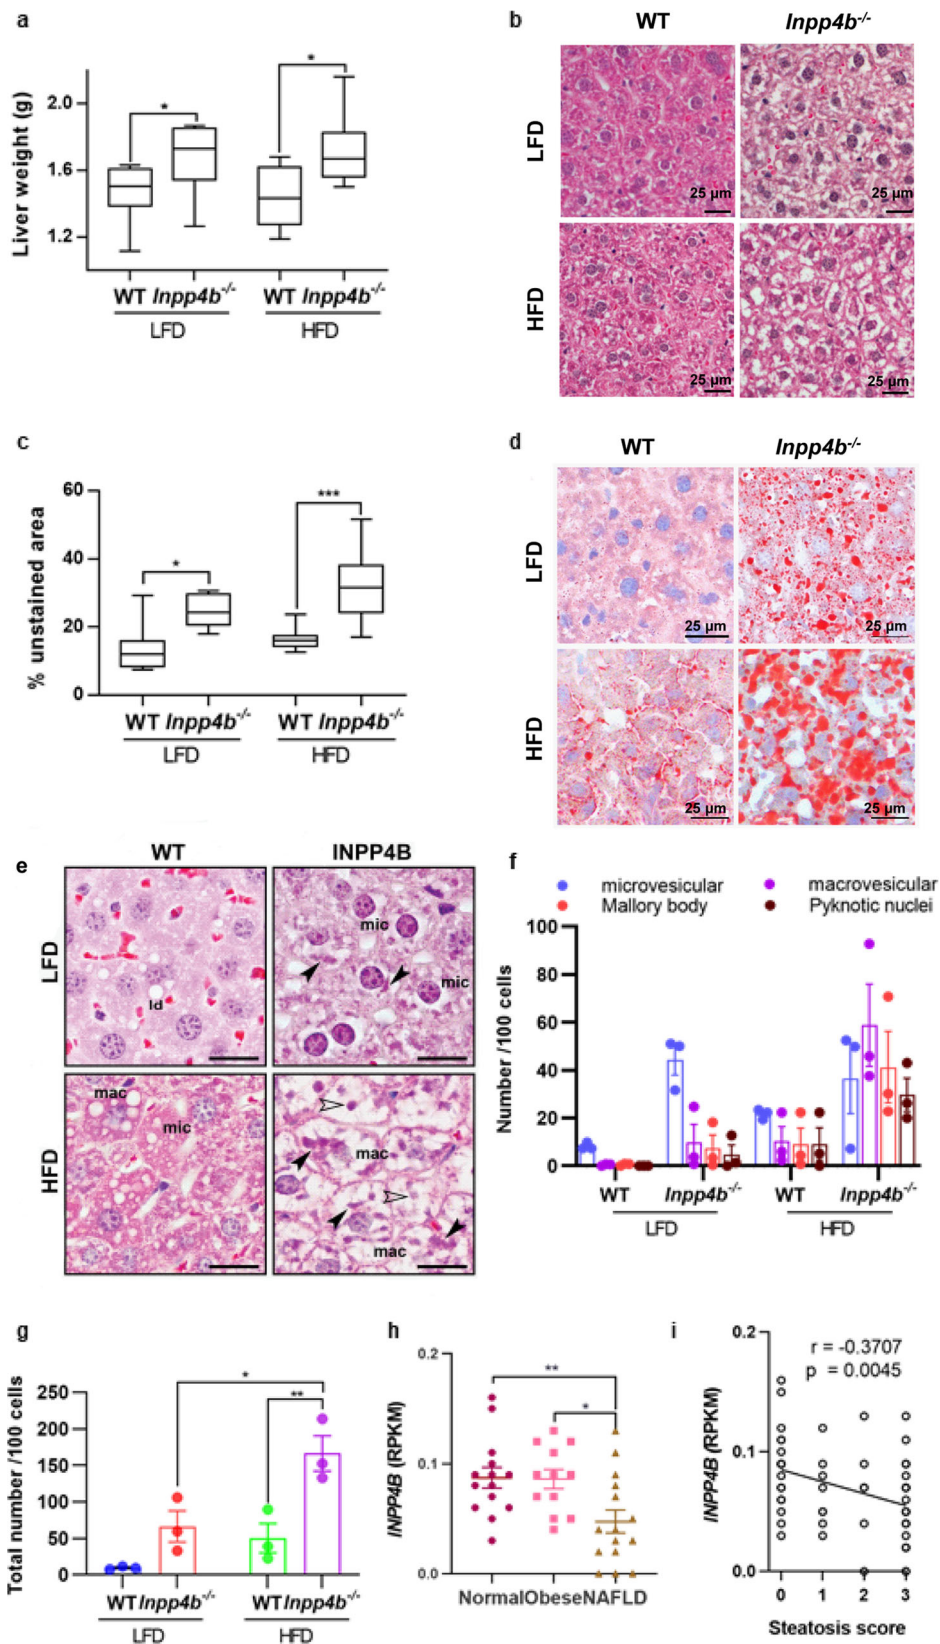 a
Liver weight (g)
2.0
1.6
1.2
WT Inpp4b-/-
WT Inpp4b-/-
LFD
HFD
b
WT
Inpp4b-/-
LFD
25 µm
25 µm
HFD
25 µm
25 µm
c
% unstained area
60
40
20
0
*
***
WT Inpp4b-/-
WT Inpp4b-/-
LFD
HFD
d
WT
Inpp4b-/-
LFD
25 µm
25 µm
HFD
25 µm
25 µm
e
WT
INPP4B
LFD
ld
mic
mic
HFD
mac
mic
mac
mac
f
microvesicular
macrovesicular
Mallory body
Pyknotic nuclei
Number /100 cells
100
80
60
40
20
0
WT
Inpp4b-/-
WT
Inpp4b-/-
LFD
HFD
g
Total number /100 cells
250
200
150
100
50
0
*
**
WT Inpp4b-/-
WT Inpp4b-/-
LFD
HFD
h
INPP4B (RPKM)
0.2
0.1
0.0
**
*
NormalObeseNAFLD
i
INPP4B (RPKM)
0.2
0.1
0.0
r = -0.3707
p = 0.0045
0 1 2 3
Steatosis score